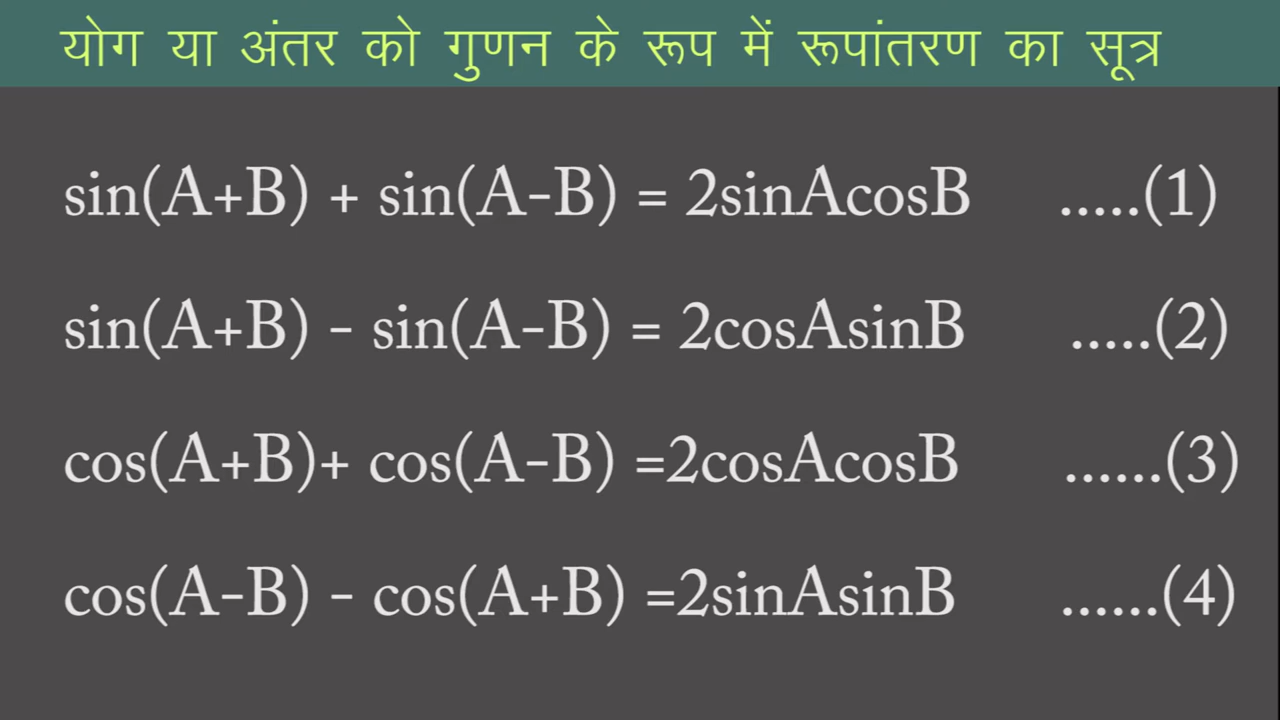 योग या अंतर को गुणन के रूप में रूपांतरण का सूत्र
sin(A+B) + sin(A-B) = 2sinAcosB .....(1)
sin(A+B) - sin(A-B) = 2cosAsinB .....(2)
cos(A+B)+ cos(A-B) =2cosAcosB ......(3)
cos(A-B) - cos(A+B) =2sinAsinB ......(4)